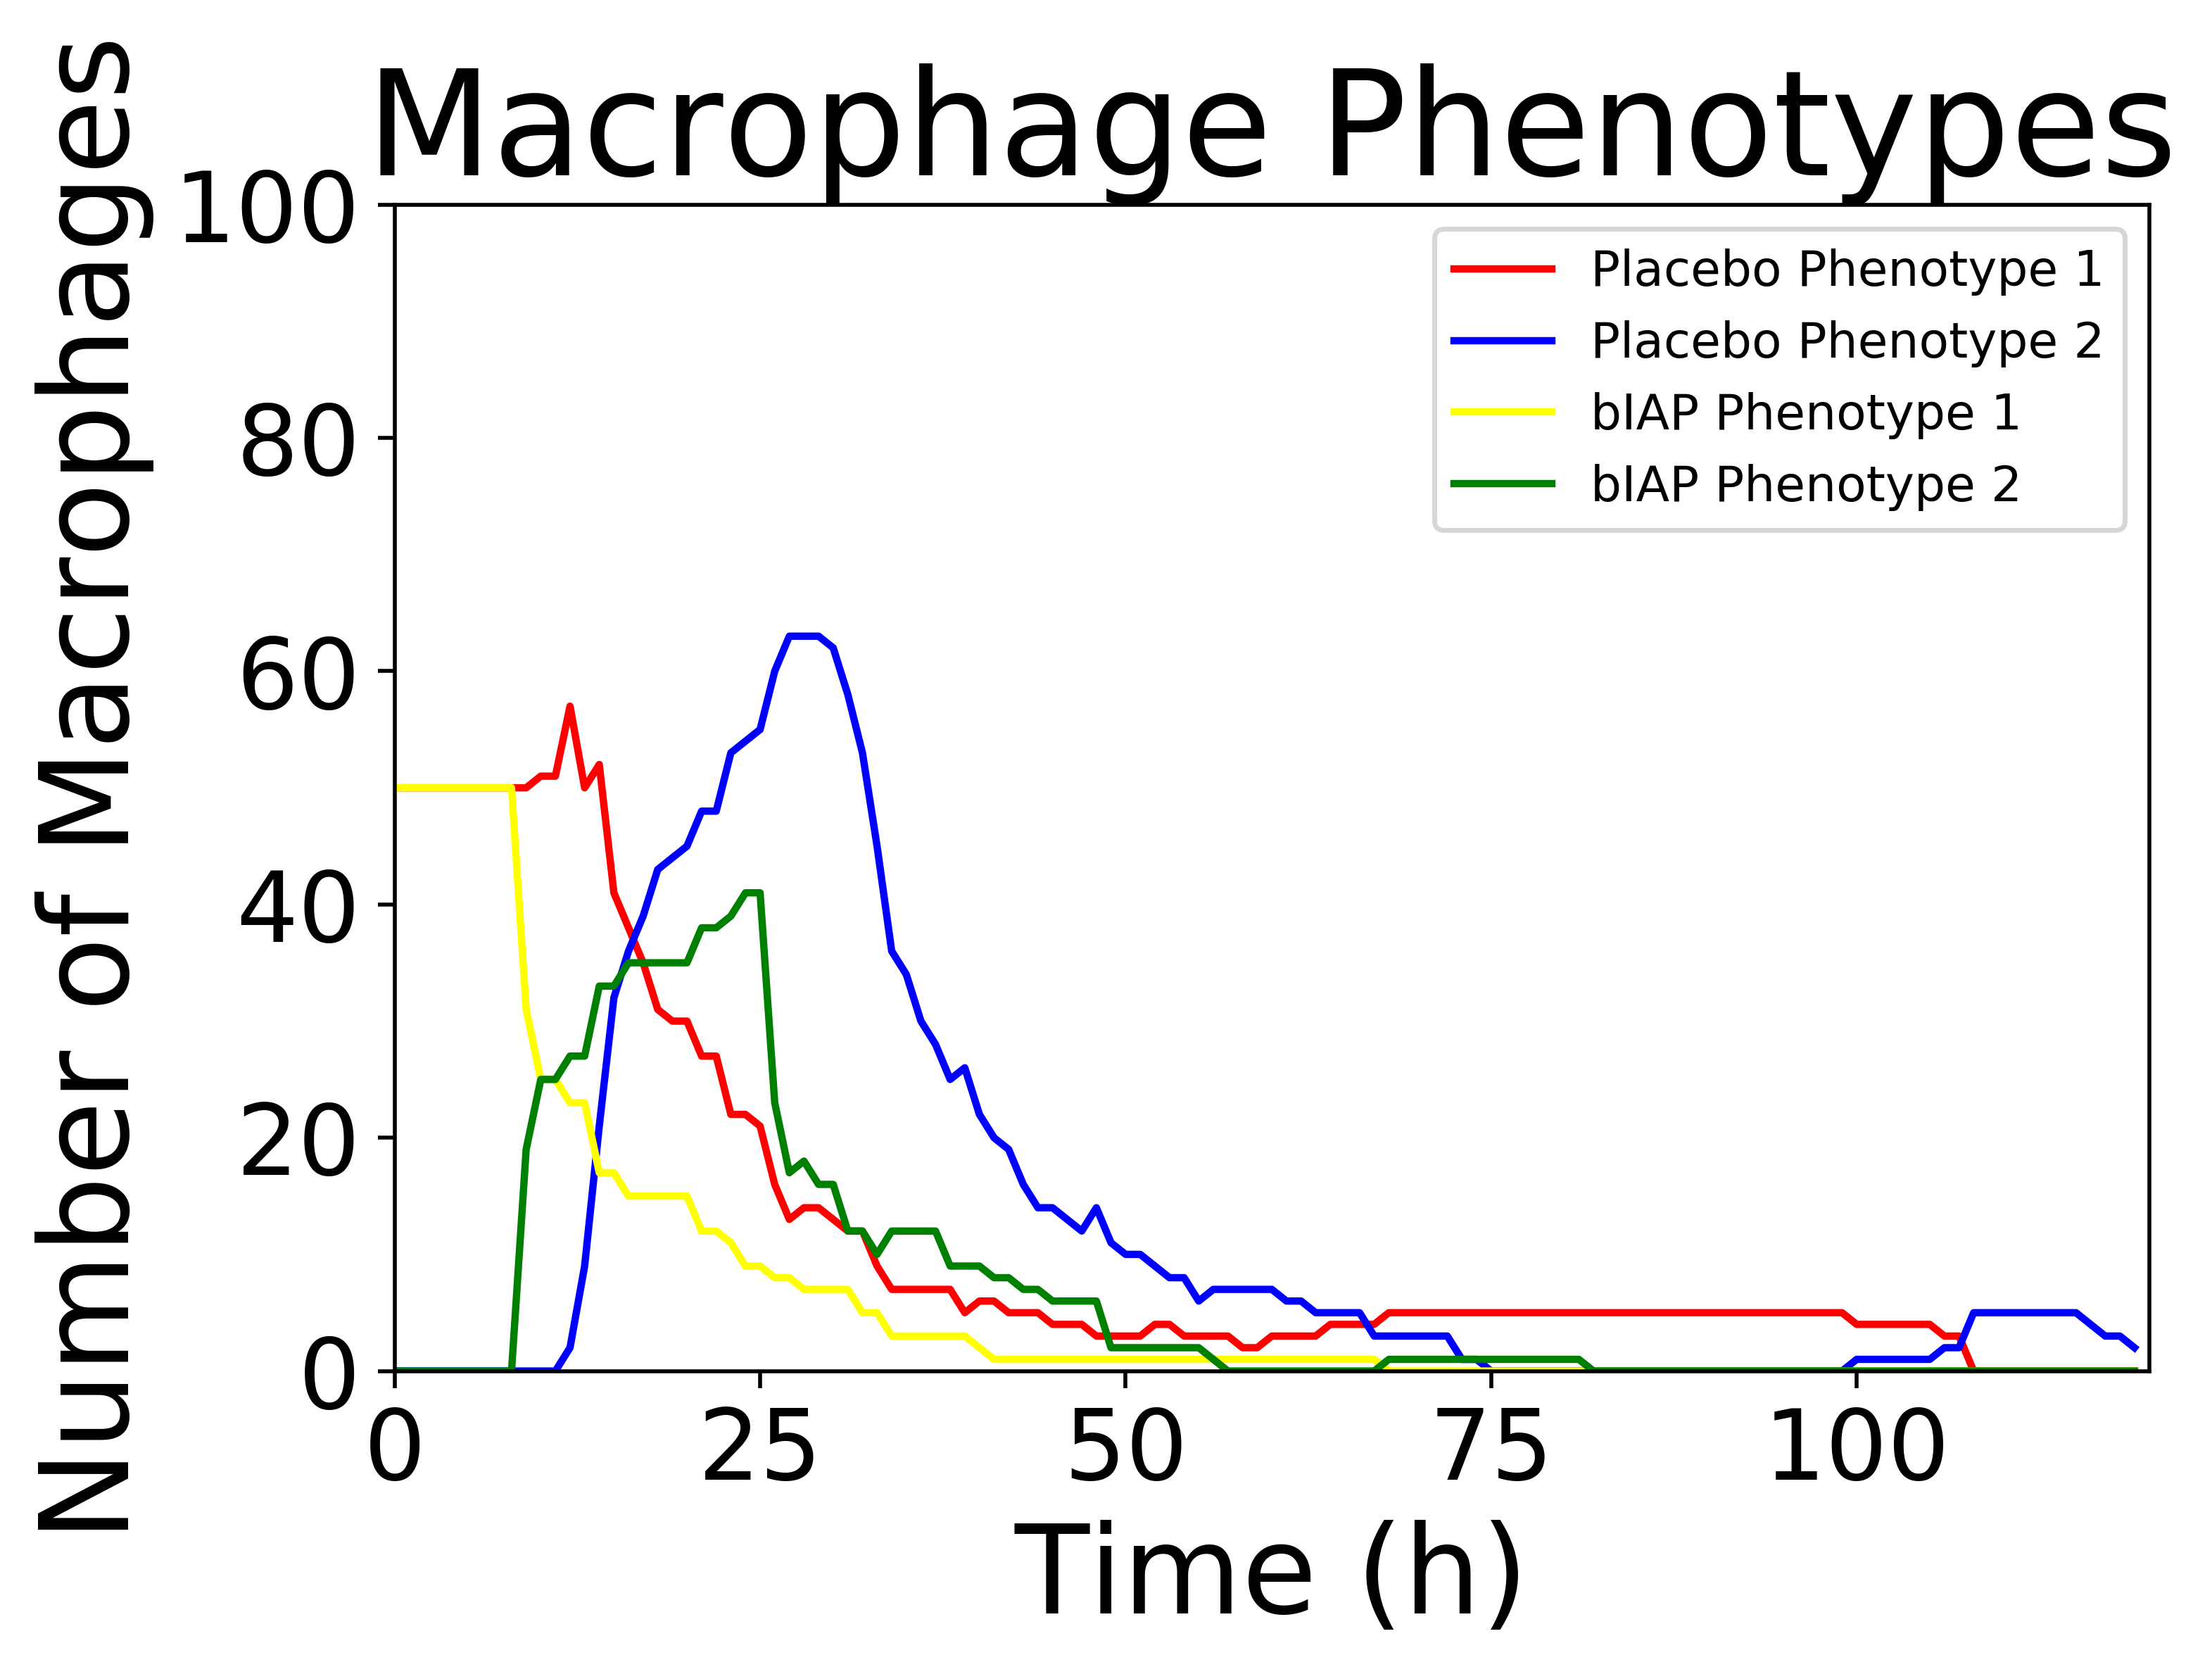 Macrophage Phenotypes
Number of Macrophages
100
80
60
40
20
0
Placebo Phenotype 1
Placebo Phenotype 2
bIAP Phenotype 1
bIAP Phenotype 2
0 25 50 75 100
Time (h)